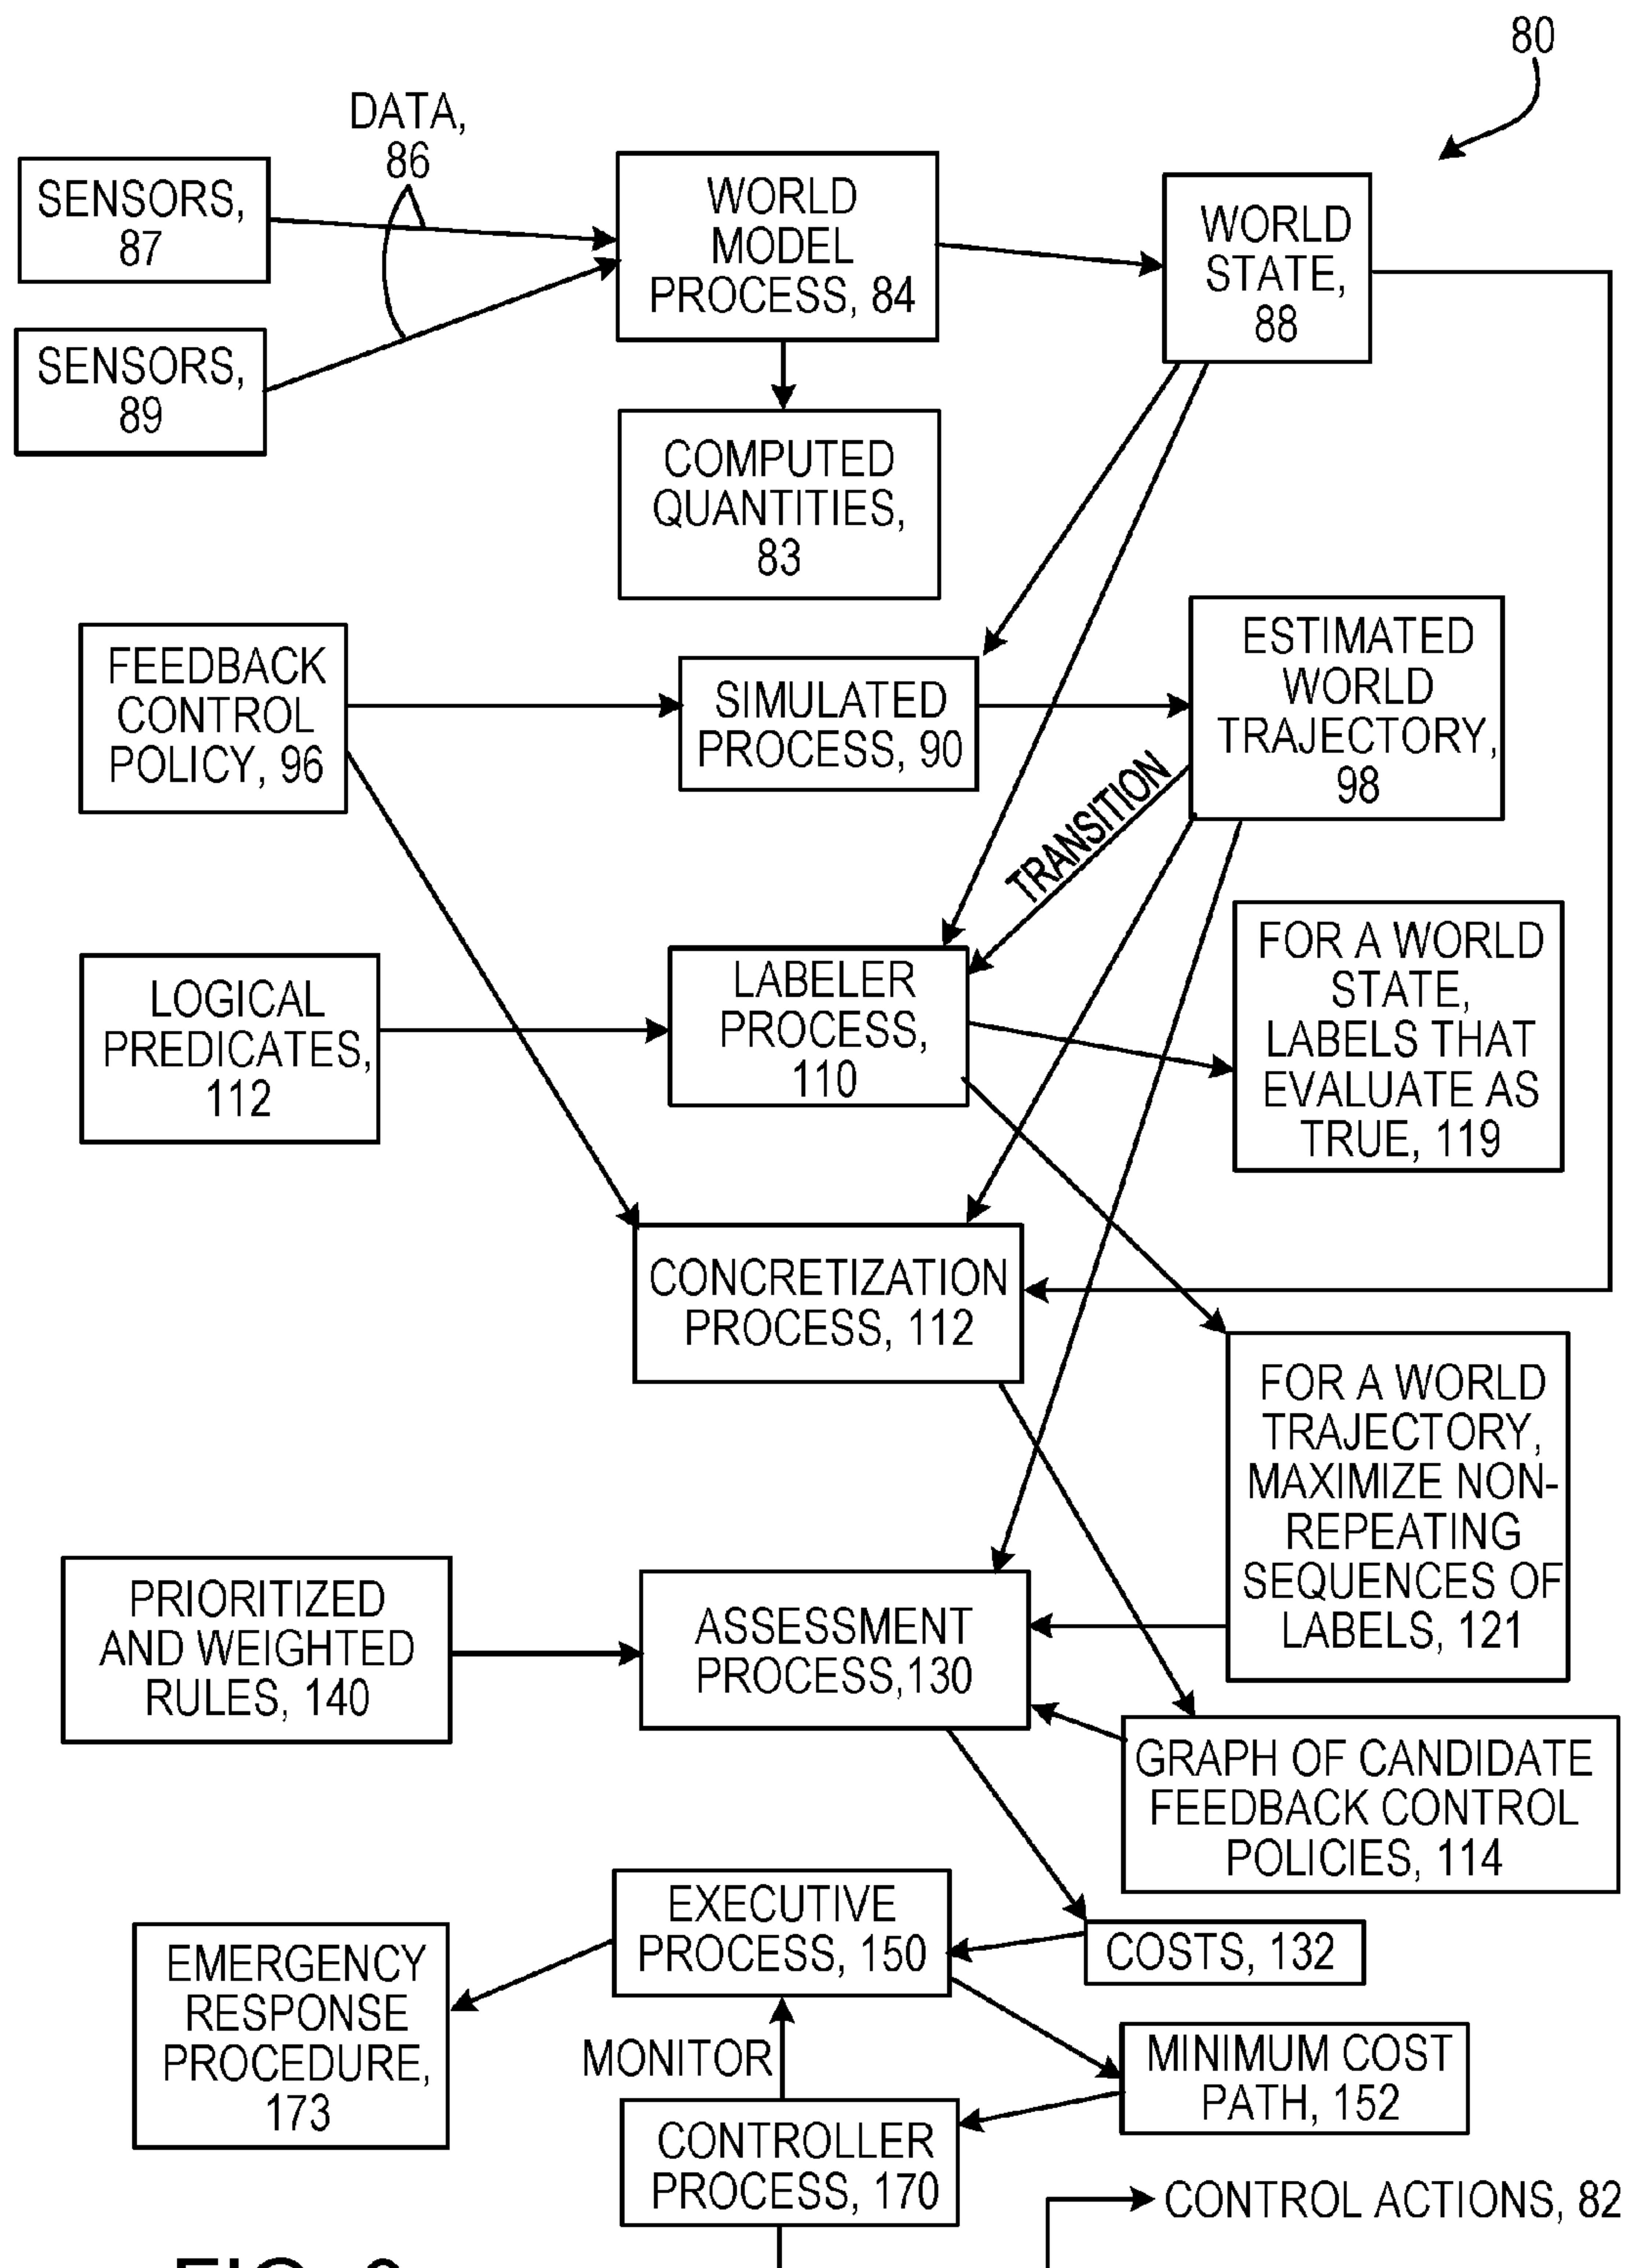 80
DATA,
86
SENSORS,
87
WORLD
MODEL
PROCESS, 84
WORLD
STATE,
88
SENSORS,
89
COMPUTED
QUANTITIES,
83
FEEDBACK
CONTROL
POLICY, 96
SIMULATED
PROCESS, 90
ESTIMATED
WORLD
TRAJECTORY,
98
TRANSITION
LOGICAL
PREDICATES,
112
LABELER
PROCESS,
110
FOR A WORLD
STATE,
LABELS THAT
EVALUATE AS
TRUE, 119
CONCRETIZATION
PROCESS, 112
FOR A WORLD
TRAJECTORY,
MAXIMIZE NON-
REPEATING
SEQUENCES OF
LABELS, 121
PRIORITIZED
AND WEIGHTED
RULES, 140
ASSESSMENT
PROCESS,130
GRAPH OF CANDIDATE
FEEDBACK CONTROL
POLICIES, 114
EXECUTIVE
PROCESS, 150
COSTS, 132
EMERGENCY
RESPONSE
PROCEDURE,
173
MONITOR
MINIMUM COST
PATH, 152
CONTROLLER
PROCESS, 170
CONTROL ACTIONS, 82